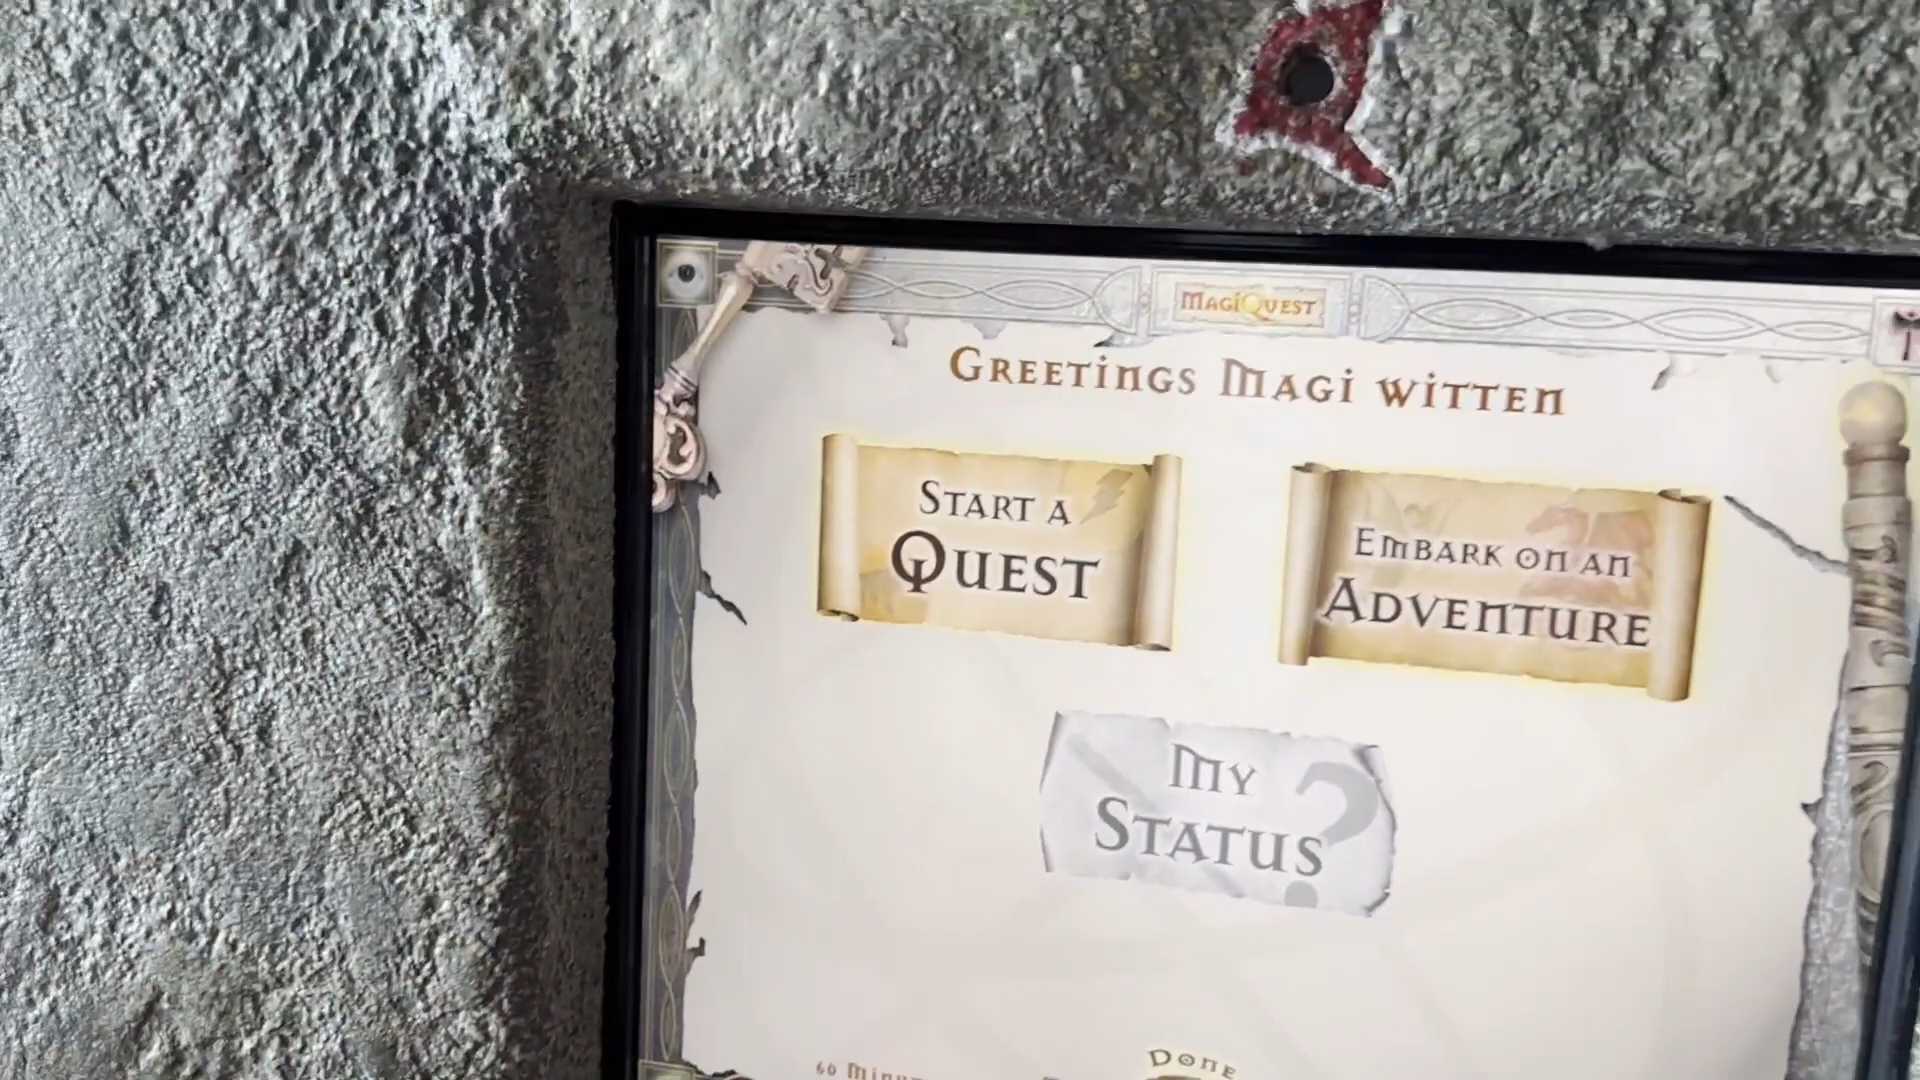 MagiQuest
Greetings Magi Witten
Start a
Quest
Embark on an
Adventure
My
Status
Done
60